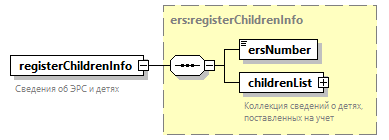 ers:registerChildrenInfo
registerChildrenInfo
Сведения об ЭРС и детях
ersNumber
childrenList
Коллекция сведений о детях,
поставленных на учет